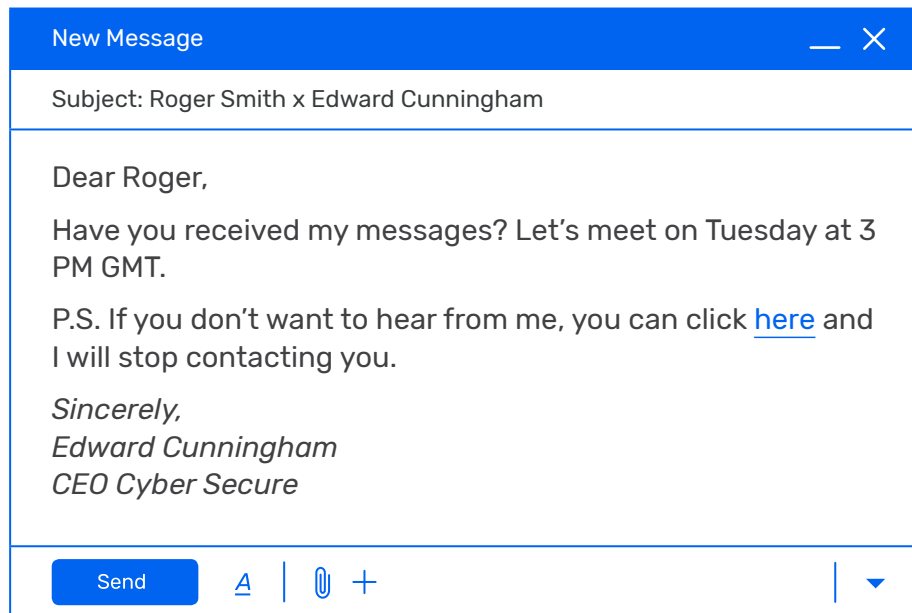 New Message
Subject: Roger Smith x Edward Cunningham
Dear Roger,
Have you received my messages? Let’s meet on Tuesday at 3
PM GMT.
P.S. If you don’t want to hear from me, you can click here and
I will stop contacting you.
Sincerely,
Edward Cunningham
CEO Cyber Secure
Send A